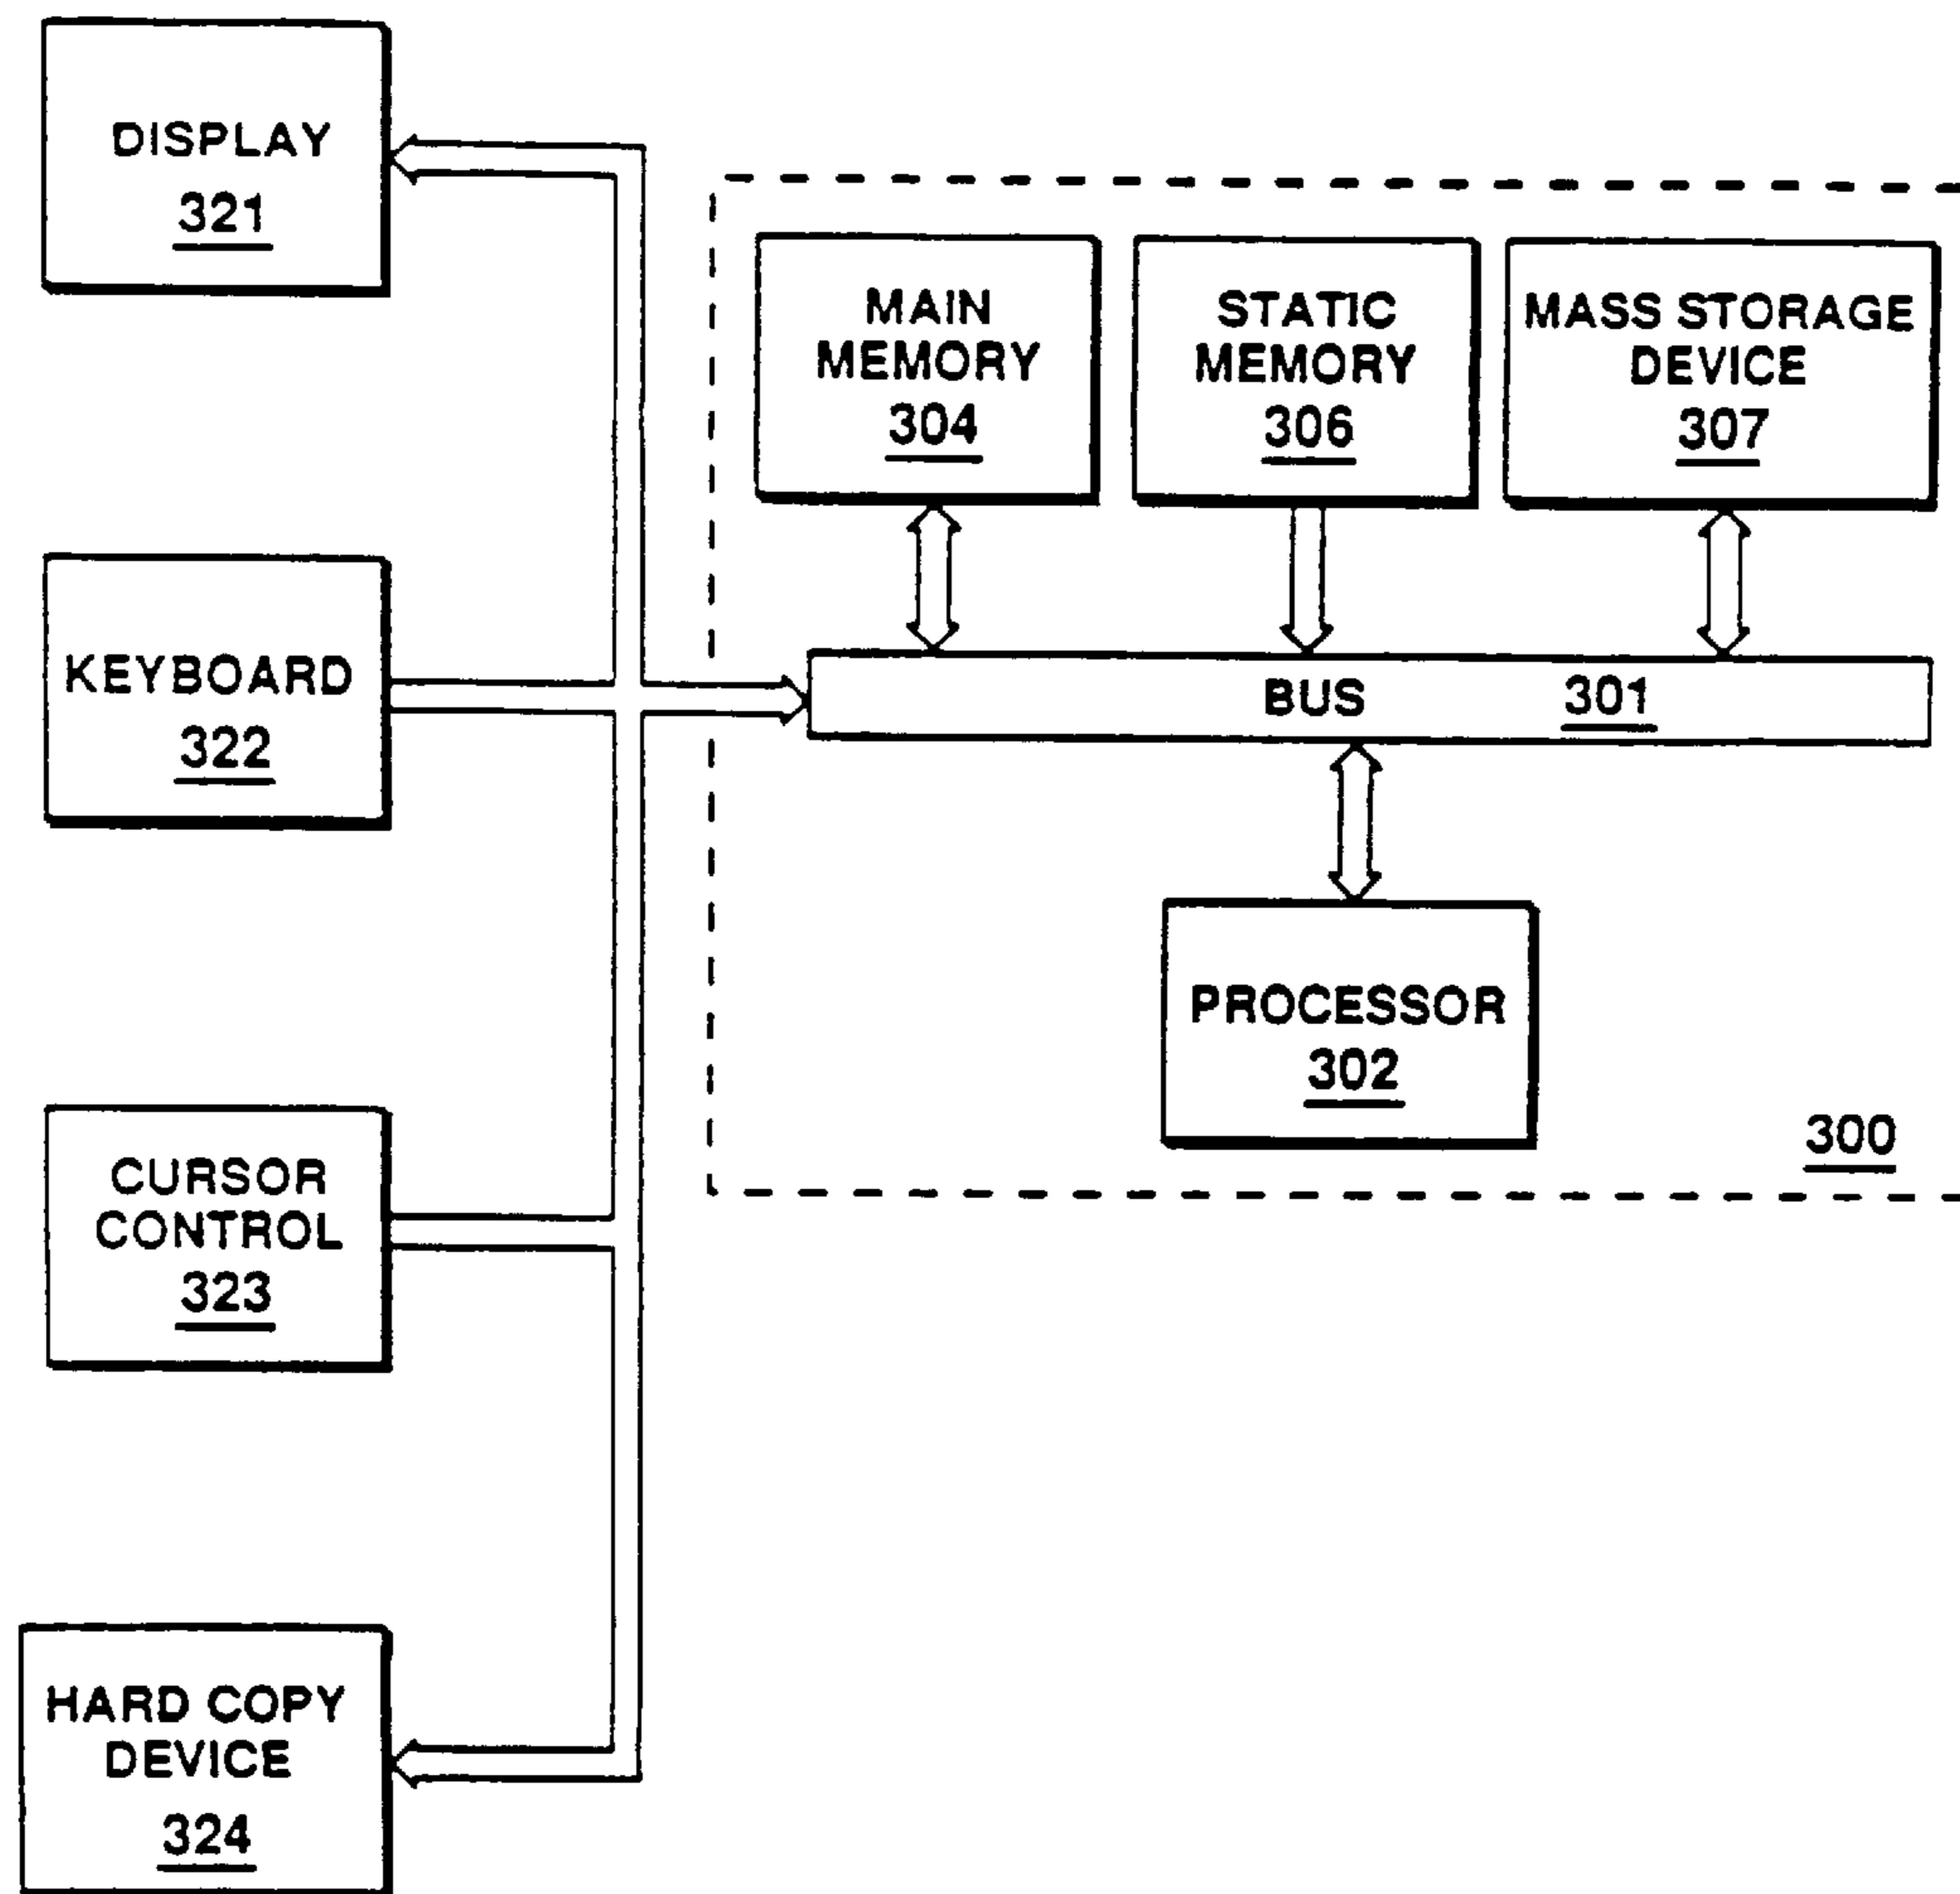 DISPLAY
321
MAIN
MEMORY
304
STATIC
MEMORY
306
MASS STORAGE
DEVICE
307
KEYBOARD
322
BUS 301
PROCESSOR
302
300
CURSOR
CONTROL
323
HARD COPY
DEVICE
324